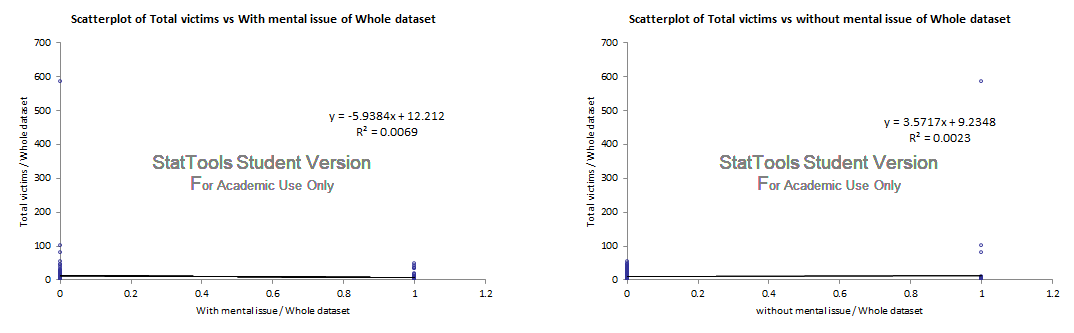 Scatterplot of Total victims vs With mental issue of Whole dataset
700
600
500
400
300
200
100
0
Total victims / Whole dataset
y = -5.9384x + 12.212
R² = 0.0069
StatTools Student Version
For Academic Use Only
0 0.2 0.4 0.6 0.8 1 1.2
With mental issue / Whole dataset
Scatterplot of Total victims vs without mental issue of Whole dataset
700
600
500
400
300
200
100
0
Total victims / Whole dataset
y = 3.5717x + 9.2348
R² = 0.0023
StatTools Student Version
For Academic Use Only
0 0.2 0.4 0.6 0.8 1 1.2
without mental issue / Whole dataset